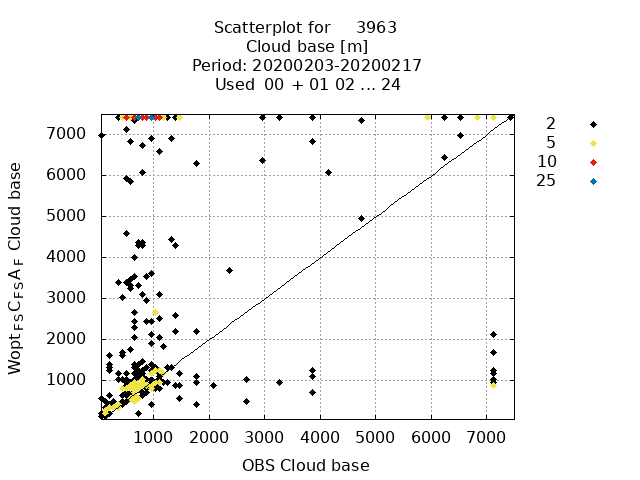 Scatterplot for 3963
Cloud base [m]
Period: 20200203-20200217
Used 00 + 01 02 ... 24
2
5
10
25
7000
6000
5000
4000
3000
2000
1000
Wopt FS C FS A F Cloud base
1000 2000 3000 4000 5000 6000 7000
OBS Cloud base